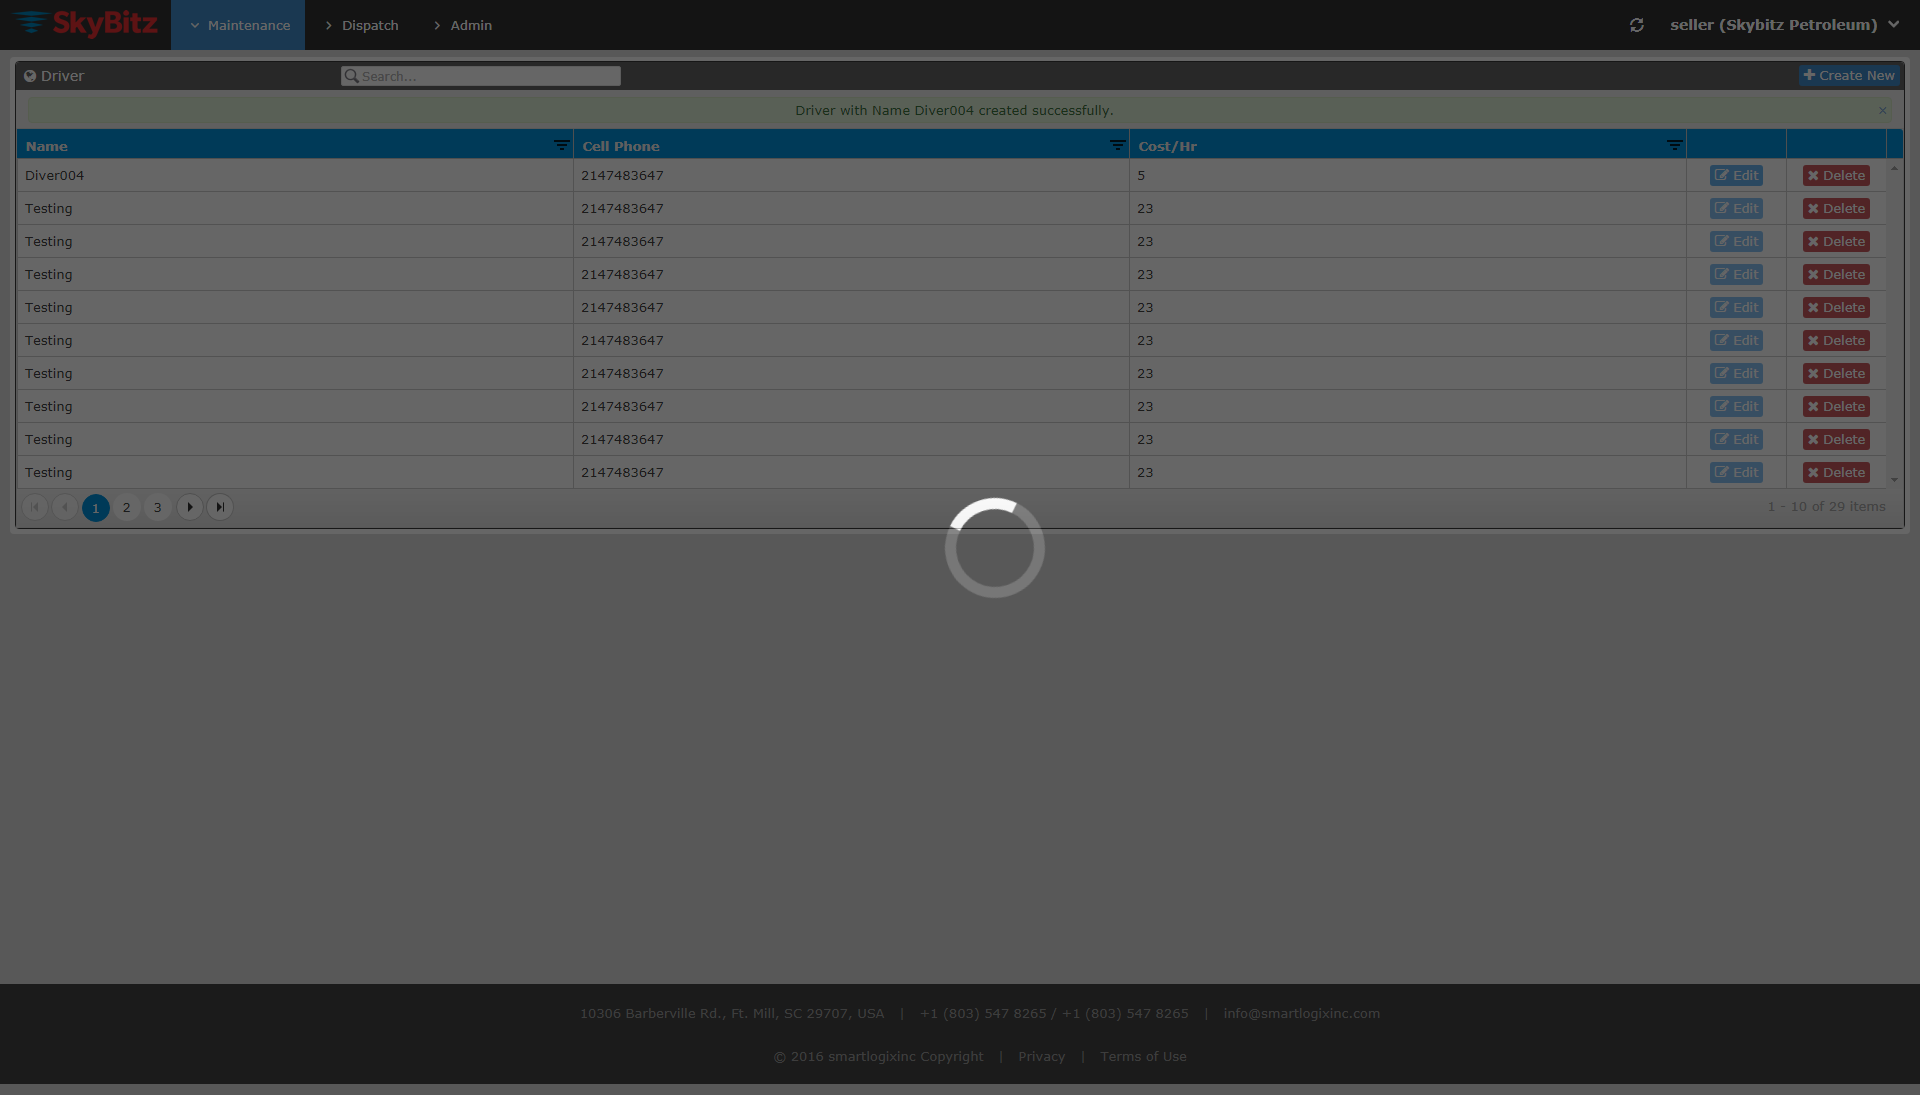 SkyBitz Maintenance Dispatch Admin seller (Skybitz Petroleum)
Driver Search... Create New
Driver with Name Diver004 created successfully. ×
Name Cell Phone Cost/Hr
Diver004 2147483647 5 Edit Delete
Testing 2147483647 23 Edit Delete
Testing 2147483647 23 Edit Delete
Testing 2147483647 23 Edit Delete
Testing 2147483647 23 Edit Delete
Testing 2147483647 23 Edit Delete
Testing 2147483647 23 Edit Delete
Testing 2147483647 23 Edit Delete
Testing 2147483647 23 Edit Delete
Testing 2147483647 23 Edit Delete
1 2 3 1 - 10 of 29 items
10306 Barberville Rd., Ft. Mill, SC 29707, USA | +1 (803) 547 8265 / +1 (803) 547 8265 | info@smartlogixinc.com
© 2016 smartlogixinc Copyright | Privacy | Terms of Use